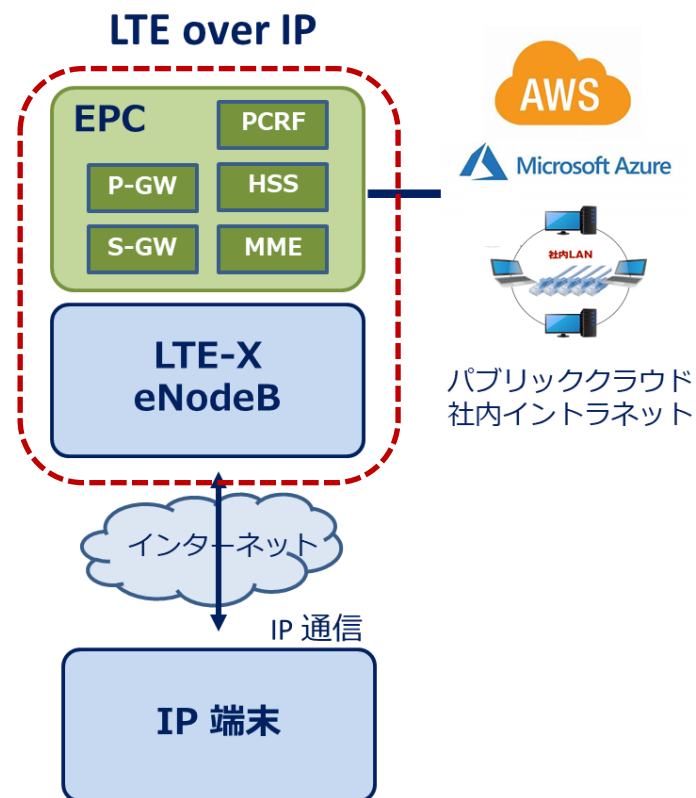 LTE over IP
EPC
PCRF
P-GW
HSS
S-GW
MME
LTE-X
eNodeB
AWS
Microsoft Azure
社内LAN
パブリッククラウド
社内イントラネット
インターネット
IP 通信
IP 端末